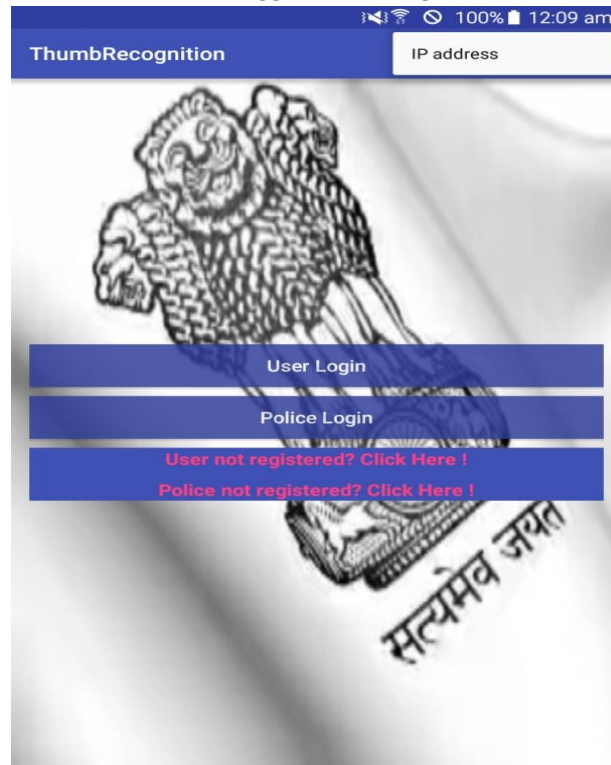 100% 12:09 am
ThumbRecognition
IP address
User Login
Police Login
User not registered? Click Here !
Police not registered? Click Here !
सत्यमेव जयते